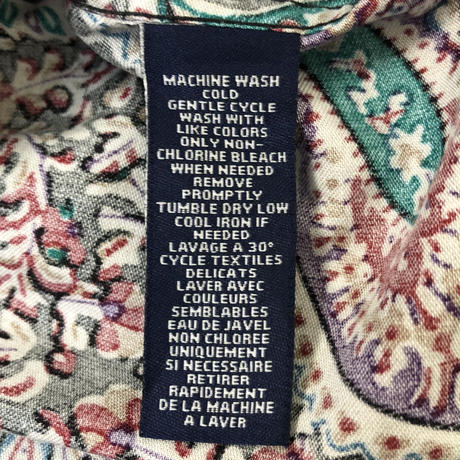 MACHINE WASH
COLD
GENTLE CYCLE
WASH WITH
LIKE COLORS
ONLY NON-
CHLORINE BLEACH
WHEN NEEDED
REMOVE
PROMPTLY
TUMBLE DRY LOW
COOL IRON IF
NEEDED
LAVAGE A 30°
CYCLE TEXTILES
DELICATS
LAVER AVEC
COULEURS
SEMBLABLES
EAU DE JAVEL
NON CHLOREE
UNIQUEMENT
SI NECESSAIRE
RETIRER
RAPIDEMENT
DE LA MACHINE
A LAVER